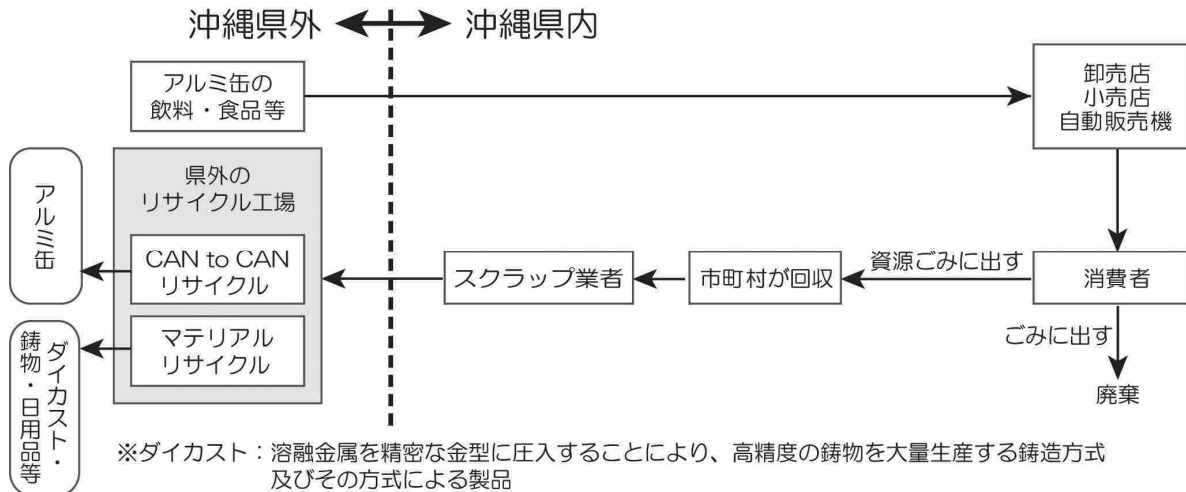 沖縄県外
沖縄県内
アルミ缶の
飲料・食品等
卸売店
小売店
自動販売機
県外の
リサイクル工場
アルミ缶
CAN to CAN
リサイクル
スクラップ業者
市町村が回収
資源ごみに出す
消費者
マテリアル
リサイクル
ダイカスト・
鋳物・日用品等
ごみに出す
廃棄
※ダイカスト:溶融金属を精密な金型に圧入することにより、高精度の鋳物を大量生産する鋳造方式
及びその方式による製品